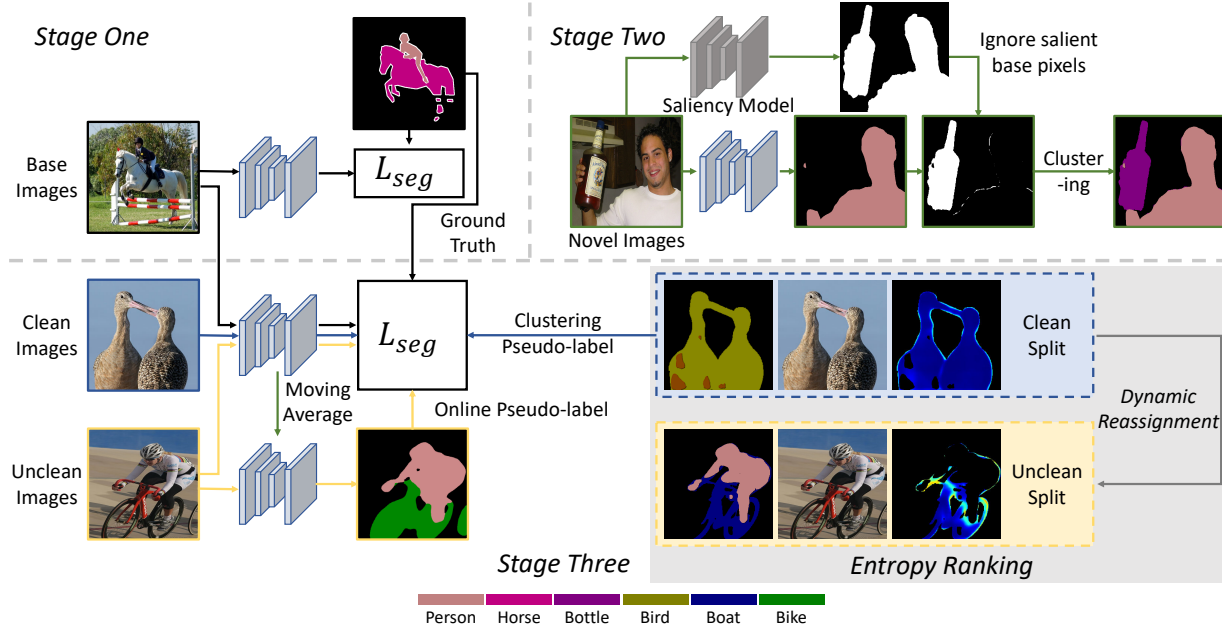 Stage One
Base
Images
L_seg
Ground
Truth
Stage Two
Saliency Model
Ignore salient
base pixels
Novel Images
Cluster
-ing
Clean
Images
L_seg
Moving
Average
Unclean
Images
Clustering
Pseudo-label
Online Pseudo-label
Clean
Split
Dynamic
Reassignment
Unclean
Split
Stage Three
Entropy Ranking
Person Horse Bottle Bird Boat Bike